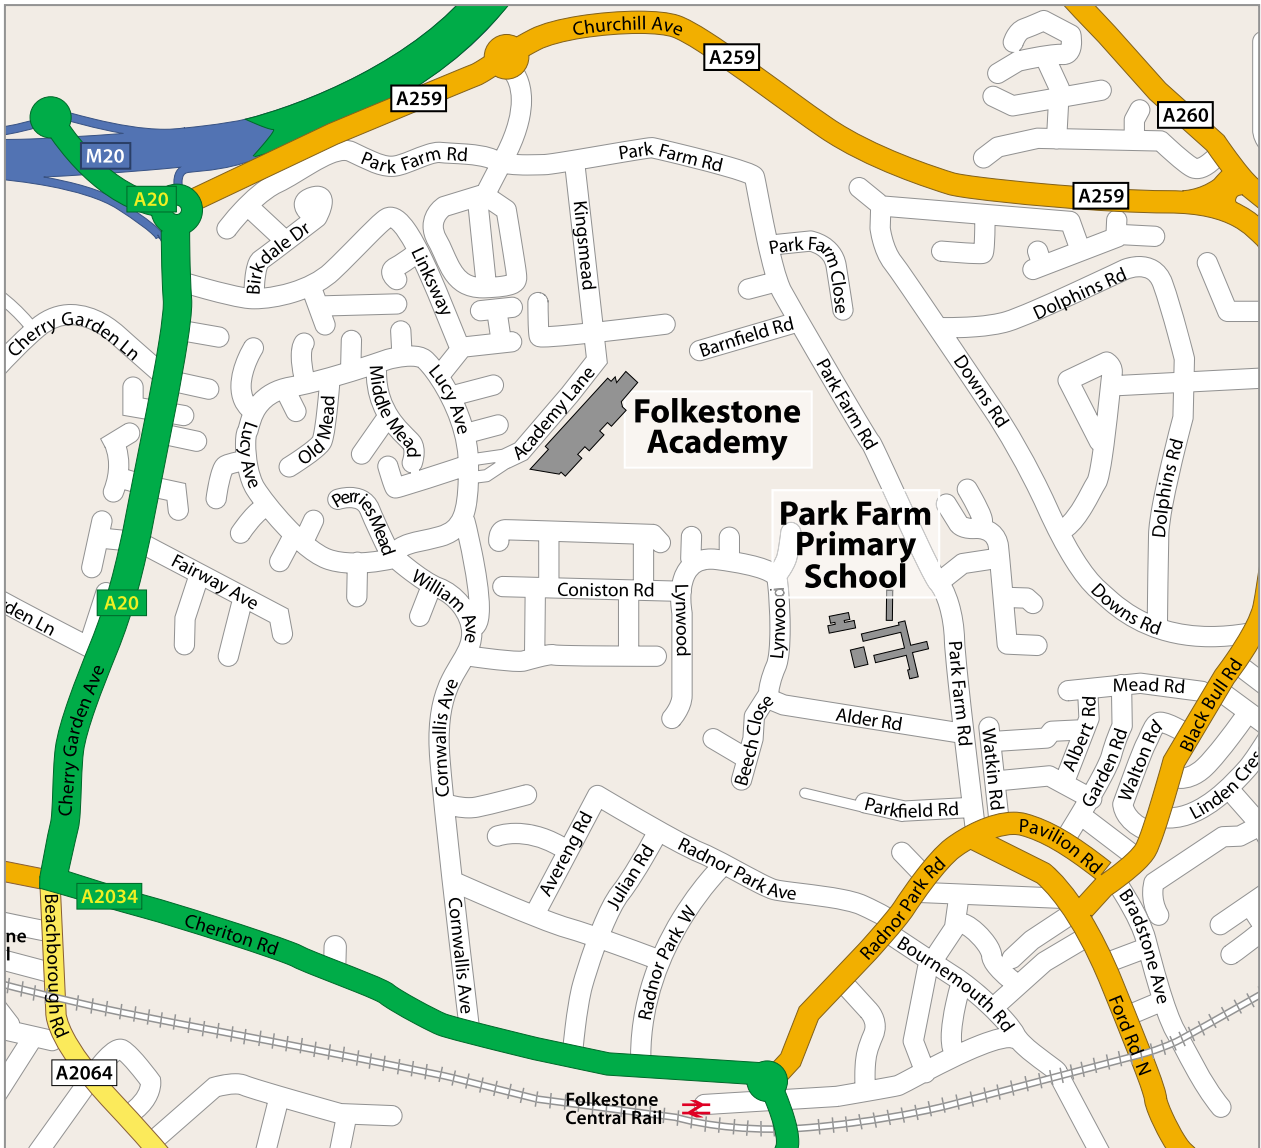 Churchill Ave
A259
A259
A260
M20
A20
Park Farm Rd
Park Farm Rd
A259
Birkdale Dr
Linksway
Kingsmead
Park Farm Close
Dolphins Rd
Cherry Garden Ln
Barnfield Rd
Park Farm Rd
Downs Rd
Middle Mead
Lucy Ave
Academy Lane
Folkestone
Academy
Old Mead
Lucy Ave
Dolphins Rd
Perries Mead
Park Farm
Primary
School
Fairway Ave
William Ave
Coniston Rd
Lynwood
Lynwood
A20
den Ln
Downs Rd
Park Farm Rd
Mead Rd
Black Bull Rd
Cherry Garden Ave
Cornwallis Ave
Alder Rd
Beech Close
Watkin Rd
Albert Rd
Garden Rd
Walton Rd
Linden Cres
Parkfield Rd
Pavilion Rd
Avereng Rd
Julian Rd
Radnor Park Ave
Radnor Park Rd
A2034
Cheriton Rd
Beachborough Rd
Cornwallis Ave
Radnor Park W
Bournemouth Rd
Bradstone Ave
ne
l
Ford Rd N
A2064
Folkestone
Central Rail